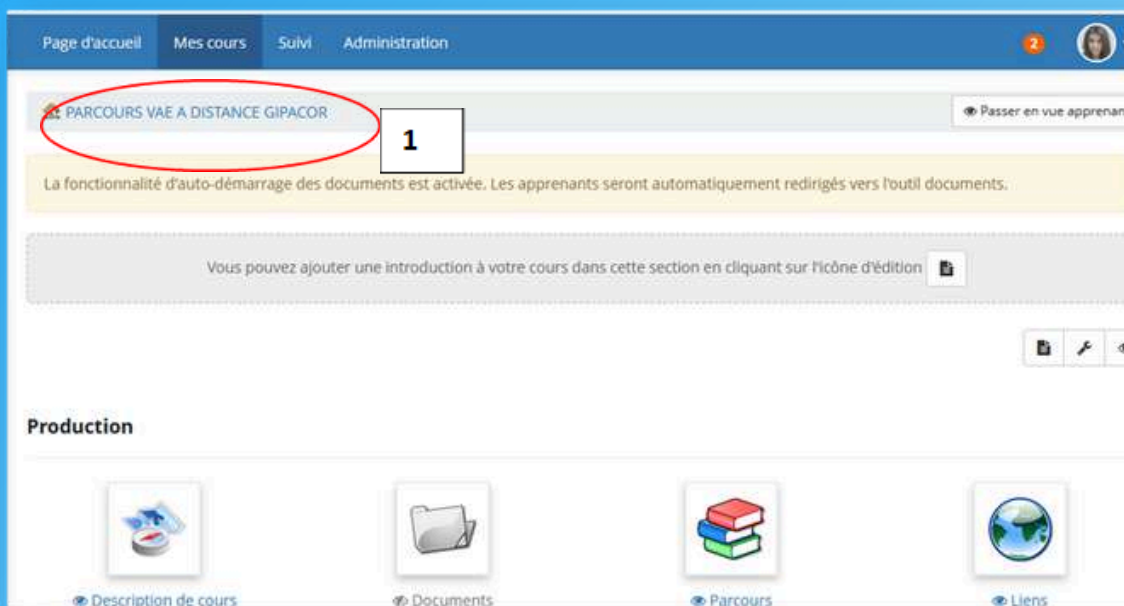 Page d'accueil Mes cours Suivi Administration 2
PARCOURS VAE A DISTANCE GIPACOR
Passer en vue apprenan
1
La fonctionnalité d'auto-démarrage des documents est activée. Les apprenants seront automatiquement redirigés vers l'outil documents.
Vous pouvez ajouter une introduction à votre cours dans cette section en cliquant sur l'icône d'édition
Production
Description de cours Documents Parcours Liens